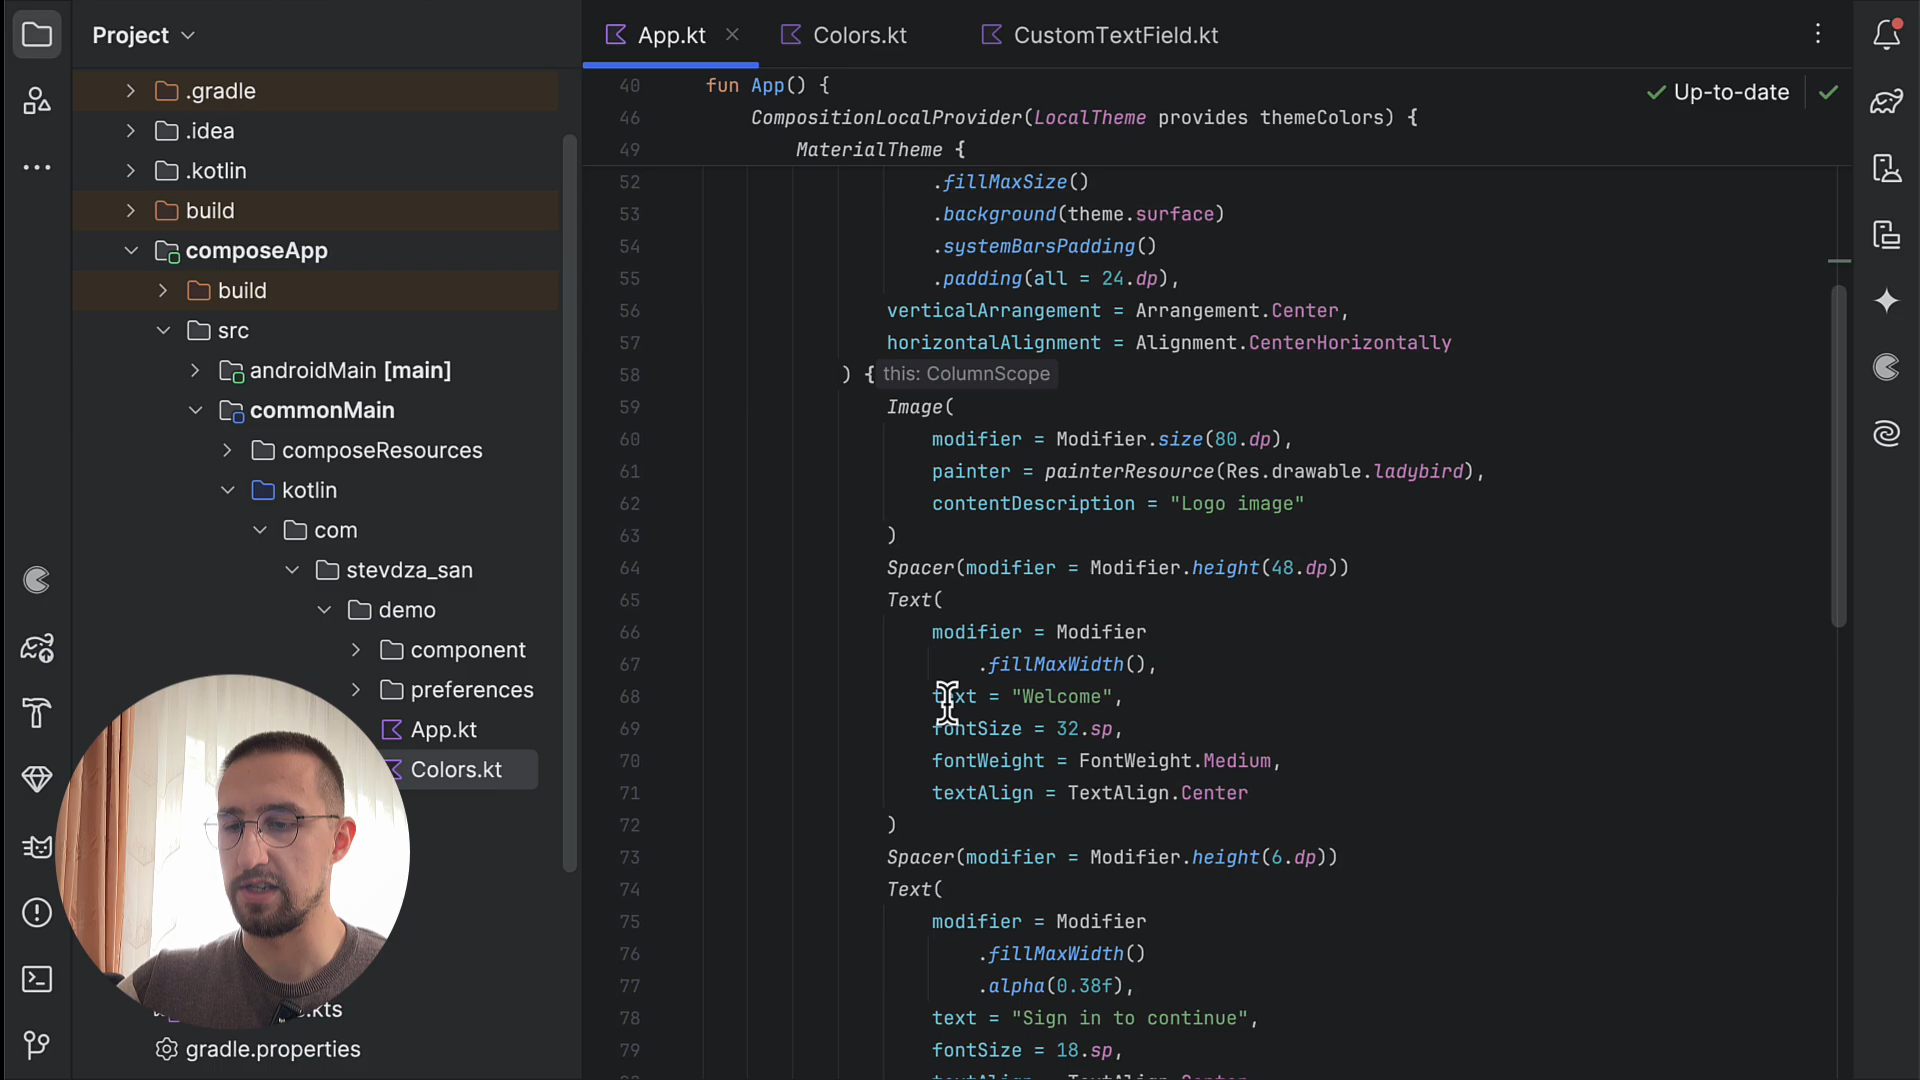 Project
App.kt
Colors.kt
CustomTextField.kt
.gradle
.idea
.kotlin
build
composeApp
build
src
androidMain [main]
commonMain
composeResources
kotlin
com
stevdza_san
demo
component
preferences
App.kt
Colors.kt
.kts
gradle.properties
Up-to-date
40 fun App() {
46 CompositionLocalProvider(LocalTheme provides themeColors) {
49 MaterialTheme {
52 .fillMaxSize()
53 .background(theme.surface)
54 .systemBarsPadding()
55 .padding(all = 24.dp),
56 verticalArrangement = Arrangement.Center,
57 horizontalAlignment = Alignment.CenterHorizontally
58 ) { this: ColumnScope
59 Image(
60 modifier = Modifier.size(80.dp),
61 painter = painterResource(Res.drawable.ladybird),
62 contentDescription = "Logo image"
63 )
64 Spacer(modifier = Modifier.height(48.dp))
65 Text(
66 modifier = Modifier
67 .fillMaxWidth(),
68 text = "Welcome",
69 fontSize = 32.sp,
70 fontWeight = FontWeight.Medium,
71 textAlign = TextAlign.Center
72 )
73 Spacer(modifier = Modifier.height(6.dp))
74 Text(
75 modifier = Modifier
76 .fillMaxWidth()
77 .alpha(0.38f),
78 text = "Sign in to continue",
79 fontSize = 18.sp,